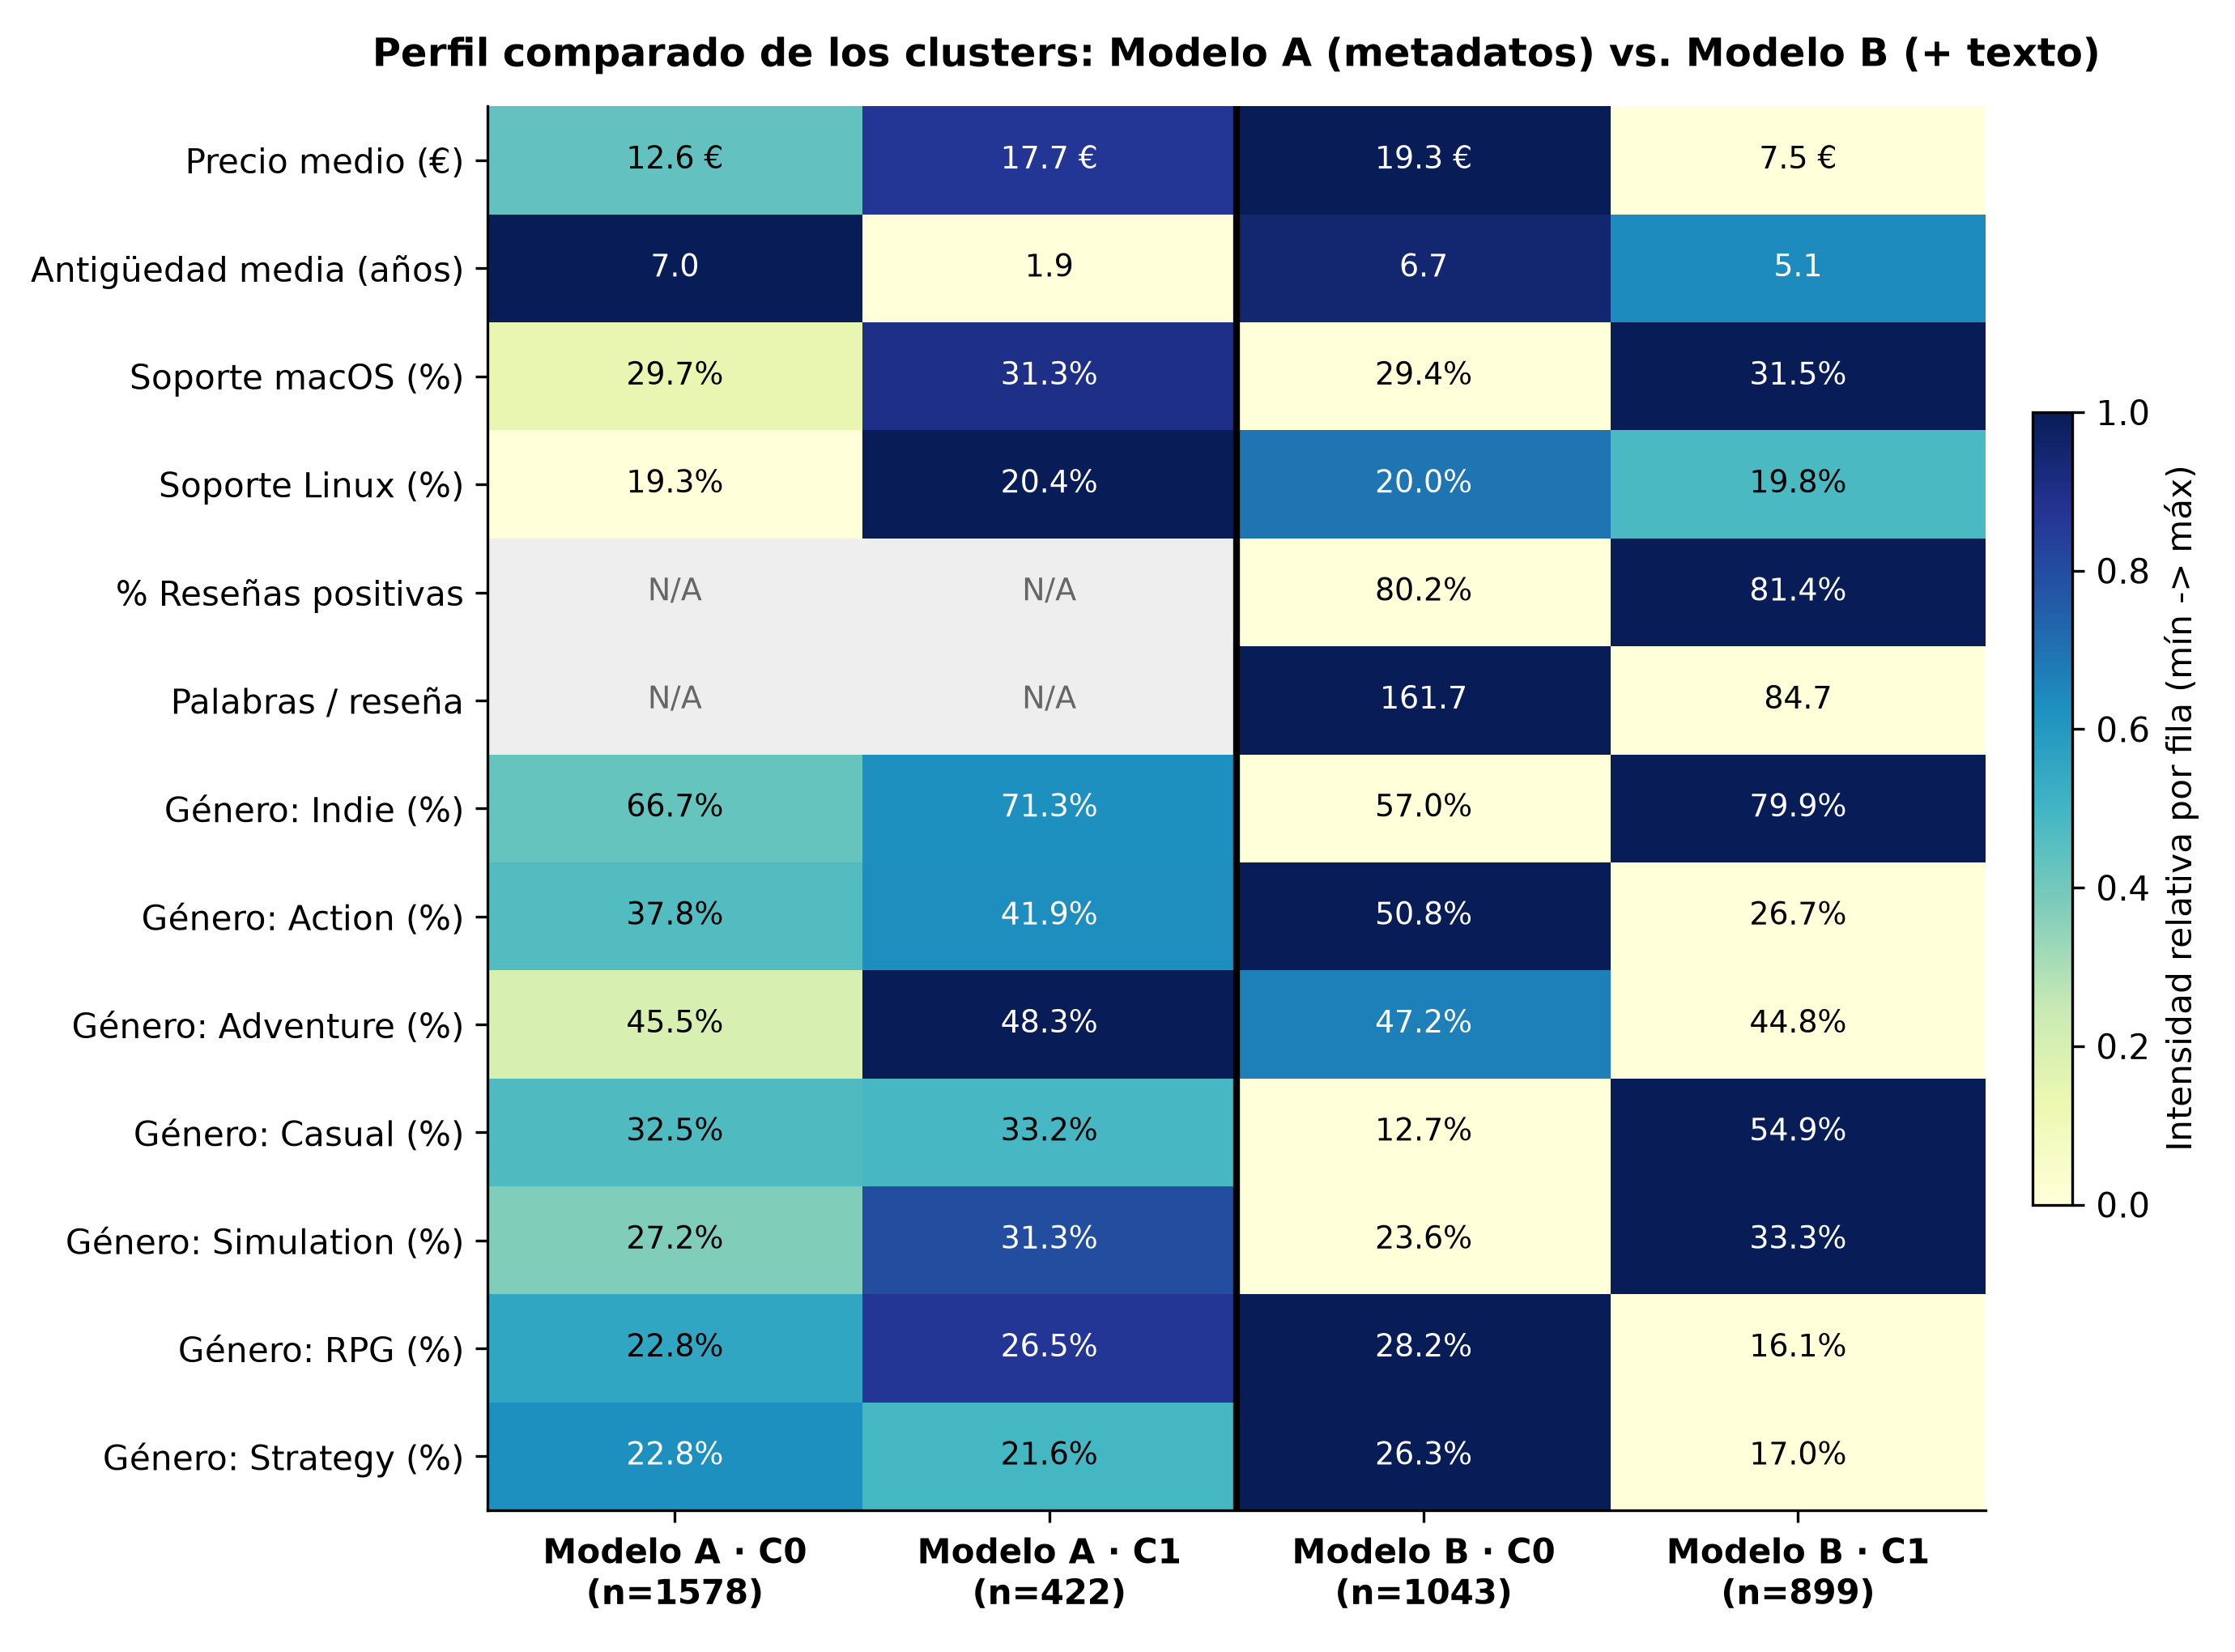 Perfil comparado de los clusters: Modelo A (metadatos) vs. Modelo B (+ texto)
Precio medio (€) 12.6 € 17.7 € 19.3 € 7.5 €
Antigüedad media (años) 7.0 1.9 6.7 5.1
Soporte macOS (%) 29.7% 31.3% 29.4% 31.5%
Soporte Linux (%) 19.3% 20.4% 20.0% 19.8%
% Reseñas positivas N/A N/A 80.2% 81.4%
Palabras / reseña N/A N/A 161.7 84.7
Género: Indie (%) 66.7% 71.3% 57.0% 79.9%
Género: Action (%) 37.8% 41.9% 50.8% 26.7%
Género: Adventure (%) 45.5% 48.3% 47.2% 44.8%
Género: Casual (%) 32.5% 33.2% 12.7% 54.9%
Género: Simulation (%) 27.2% 31.3% 23.6% 33.3%
Género: RPG (%) 22.8% 26.5% 28.2% 16.1%
Género: Strategy (%) 22.8% 21.6% 26.3% 17.0%
Modelo A · C0 Modelo A · C1 Modelo B · C0 Modelo B · C1
(n=1578) (n=422) (n=1043) (n=899)
1.0
0.8
0.6
0.4
0.2
0.0
Intensidad relativa por fila (mín -> máx)